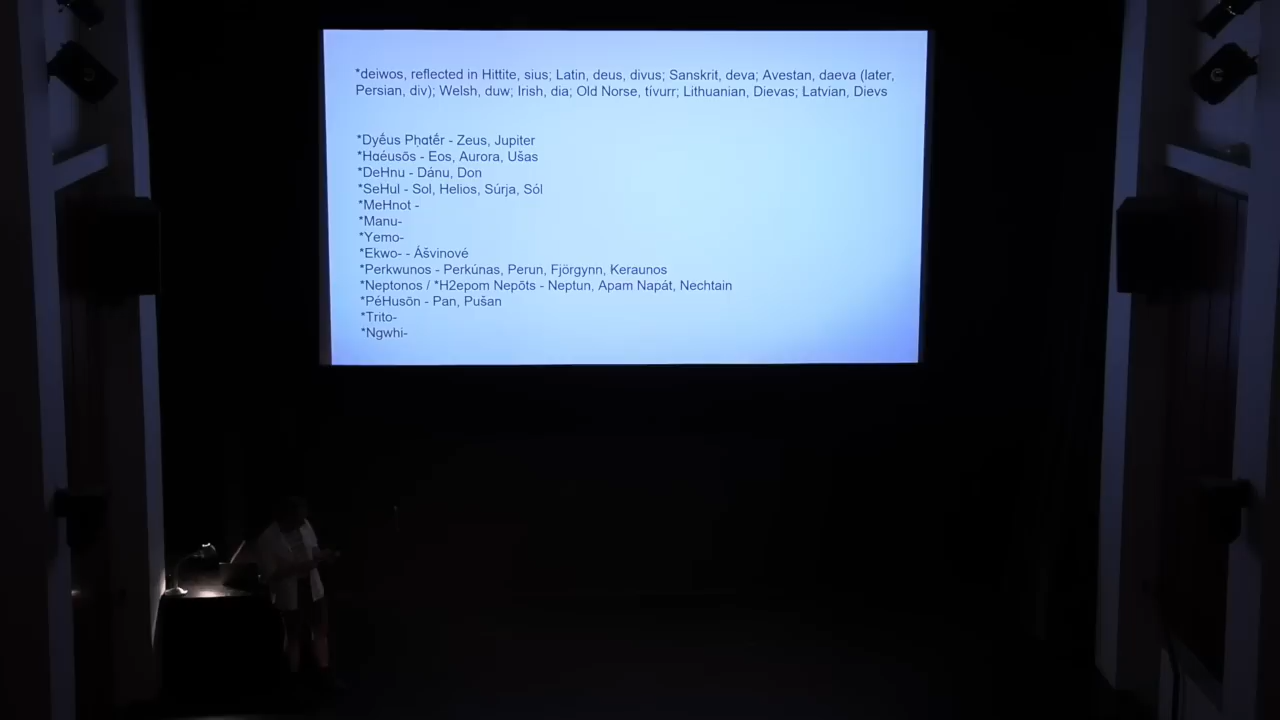 *deiwos, reflected in Hittite, sius; Latin, deus, divus; Sanskrit, deva; Avestan, daeva (later,
Persian, div); Welsh, duw; Irish, dia; Old Norse, tívurr; Lithuanian, Dievas; Latvian, Dievs
*Dyḗus Pḥatḗr - Zeus, Jupiter
*Hɑéusōs - Eos, Aurora, Ušas
*DeHnu - Dánu, Don
*SeHul - Sol, Helios, Súrja, Sól
*MeHnot -
*Manu-
*Yemo-
*Ekwo- - Ášvinové
*Perkwunos - Perkúnas, Perun, Fjörgynn, Keraunos
*Neptonos / *H2epom Nepōts - Neptun, Apam Napát, Nechtain
*PéHusōn - Pan, Pušan
*Trito-
*Ngwhi-